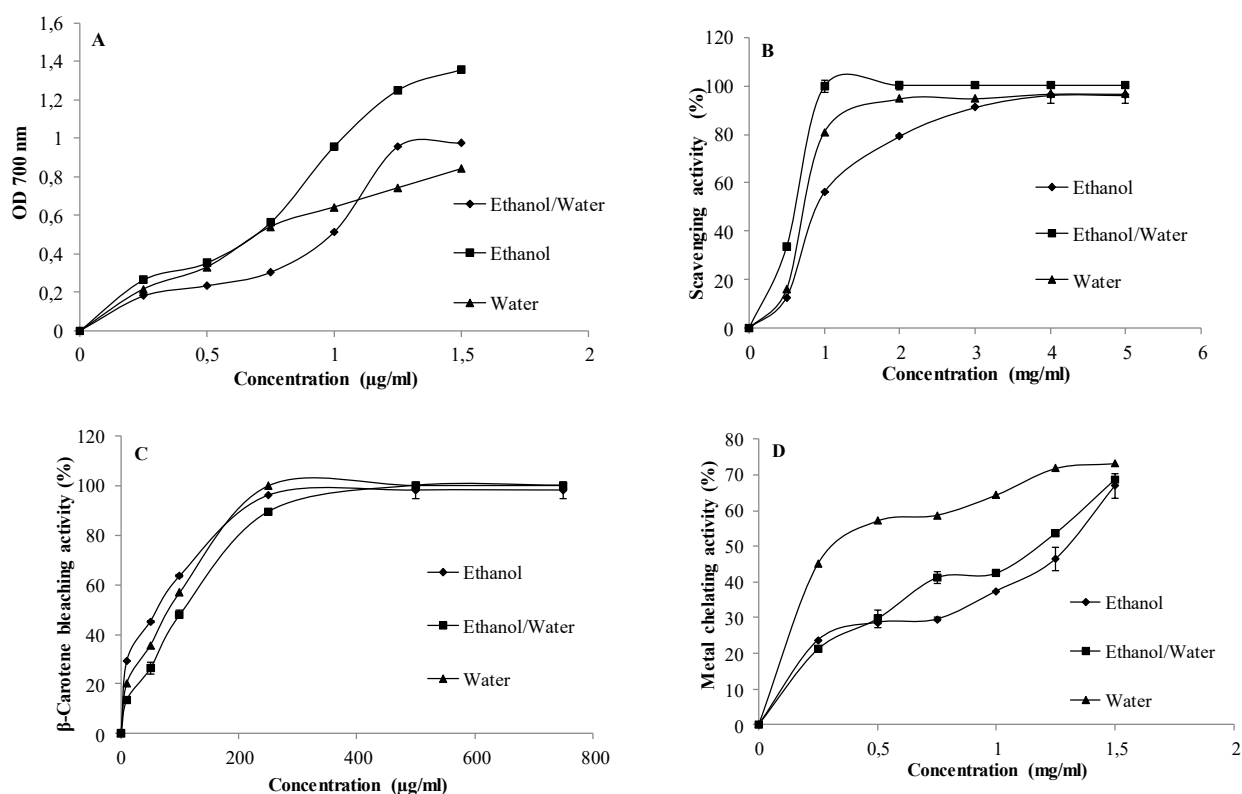 A
OD 700 nm
1,6
1,4
1,2
1
0,8
0,6
0,4
0,2
0
0
0,5
1
1,5
2
Concentration (µg/ml)
Ethanol/Water
Ethanol
Water
B
Scavenging activity (%)
120
100
80
60
40
20
0
0
1
2
3
4
5
6
Concentration (mg/ml)
Ethanol
Ethanol/Water
Water
C
β-Carotene bleaching activity (%)
120
100
80
60
40
20
0
0
200
400
600
800
Concentration (µg/ml)
Ethanol
Ethanol/Water
Water
D
Metal chelating activity (%)
80
70
60
50
40
30
20
10
0
0
0,5
1
1,5
2
Concentration (mg/ml)
Ethanol
Ethanol/Water
Water